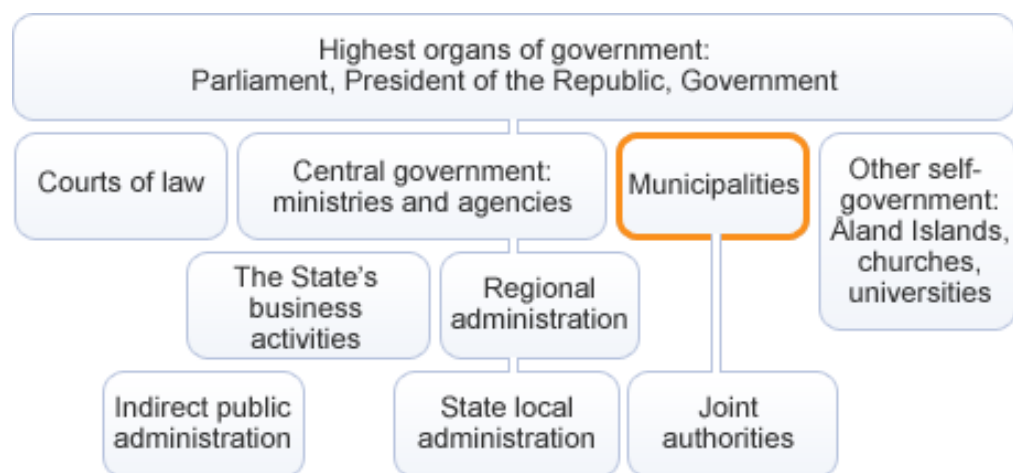 Highest organs of government:
Parliament, President of the Republic, Government
Courts of law
Central government:
ministries and agencies
Municipalities
Other self-
government:
Åland Islands,
churches,
universities
The State’s
business
activities
Regional
administration
Indirect public
administration
State local
administration
Joint
authorities